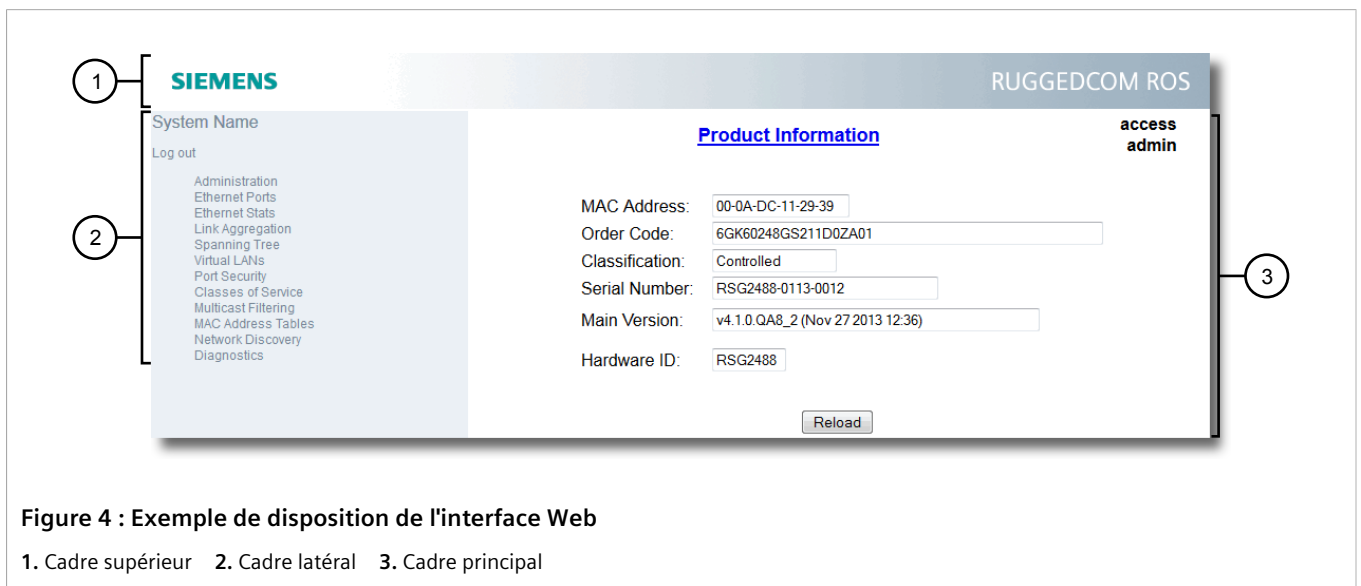 1
SIEMENS
RUGGEDCOM ROS
2
System Name
Log out
Administration
Ethernet Ports
Ethernet Stats
Link Aggregation
Spanning Tree
Virtual LANs
Port Security
Classes of Service
Multicast Filtering
MAC Address Tables
Network Discovery
Diagnostics
Product Information
access
admin
MAC Address: 00-0A-DC-11-29-39
Order Code: 6GK60248GS211D0ZA01
Classification: Controlled
Serial Number: RSG2488-0113-0012
Main Version: v4.1.0.QA8_2 (Nov 27 2013 12:36)
Hardware ID: RSG2488
Reload
3
Figure 4 : Exemple de disposition de l'interface Web
1. Cadre supérieur 2. Cadre latéral 3. Cadre principal